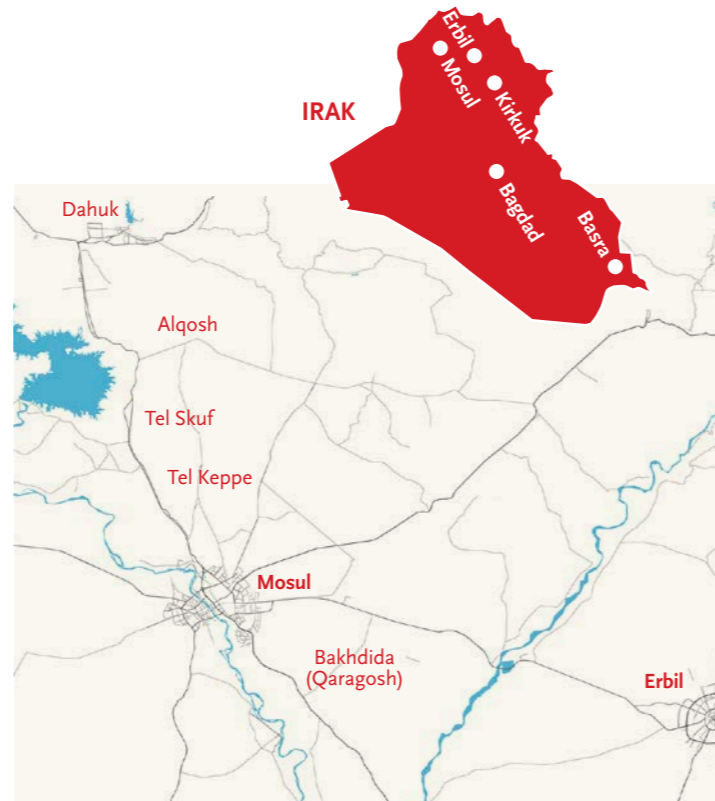 Erbil
Mosul
Kirkuk
IRAK
Bagdad
Basra
Dahuk
Alqosh
Tel Skuf
Tel Keppe
Mosul
Bakhdida
(Qaragosh)
Erbil